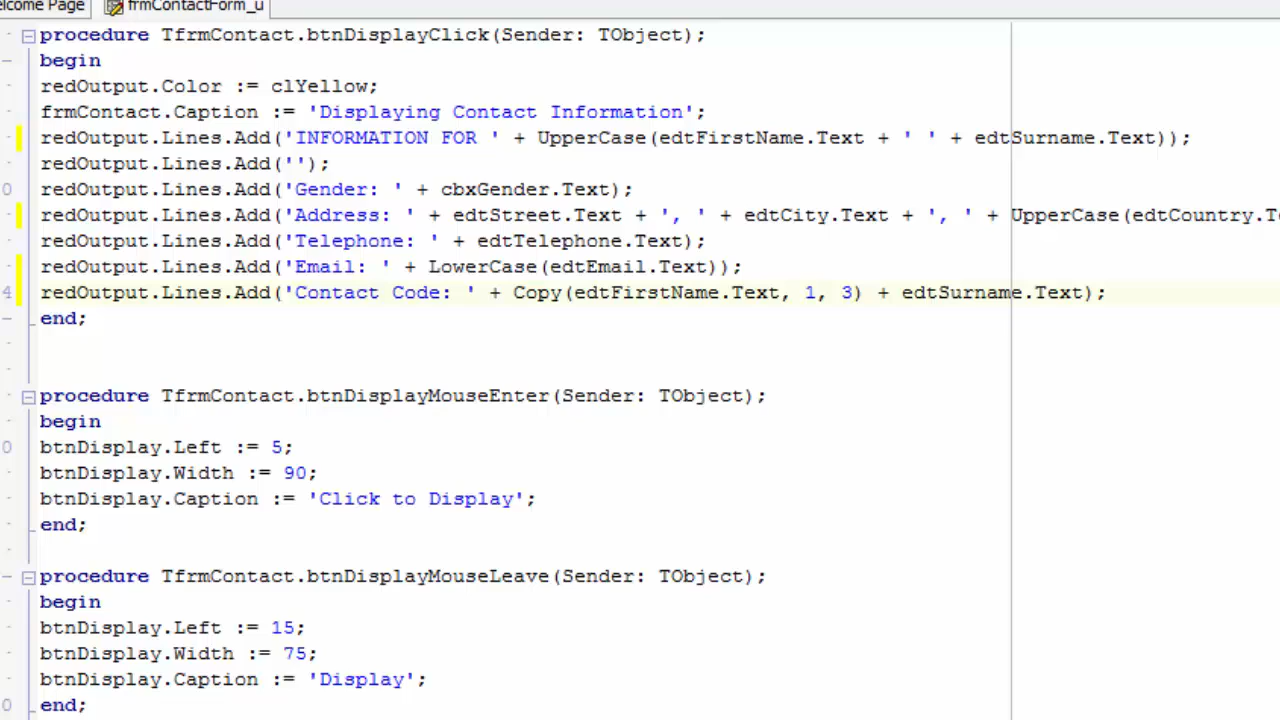 elcome Page frmContactForm_u
procedure TfrmContact.btnDisplayClick(Sender: TObject);
begin
redOutput.Color := clYellow;
frmContact.Caption := 'Displaying Contact Information';
redOutput.Lines.Add('INFORMATION FOR ' + UpperCase(edtFirstName.Text + ' ' + edtSurname.Text));
redOutput.Lines.Add('');
0 redOutput.Lines.Add('Gender: ' + cbxGender.Text);
redOutput.Lines.Add('Address: ' + edtStreet.Text + ', ' + edtCity.Text + ', ' + UpperCase(edtCountry.Te
redOutput.Lines.Add('Telephone: ' + edtTelephone.Text);
redOutput.Lines.Add('Email: ' + LowerCase(edtEmail.Text));
4 redOutput.Lines.Add('Contact Code: ' + Copy(edtFirstName.Text, 1, 3) + edtSurname.Text);
end;
procedure TfrmContact.btnDisplayMouseEnter(Sender: TObject);
begin
0 btnDisplay.Left := 5;
btnDisplay.Width := 90;
btnDisplay.Caption := 'Click to Display';
end;
procedure TfrmContact.btnDisplayMouseLeave(Sender: TObject);
begin
btnDisplay.Left := 15;
btnDisplay.Width := 75;
btnDisplay.Caption := 'Display';
0 end;